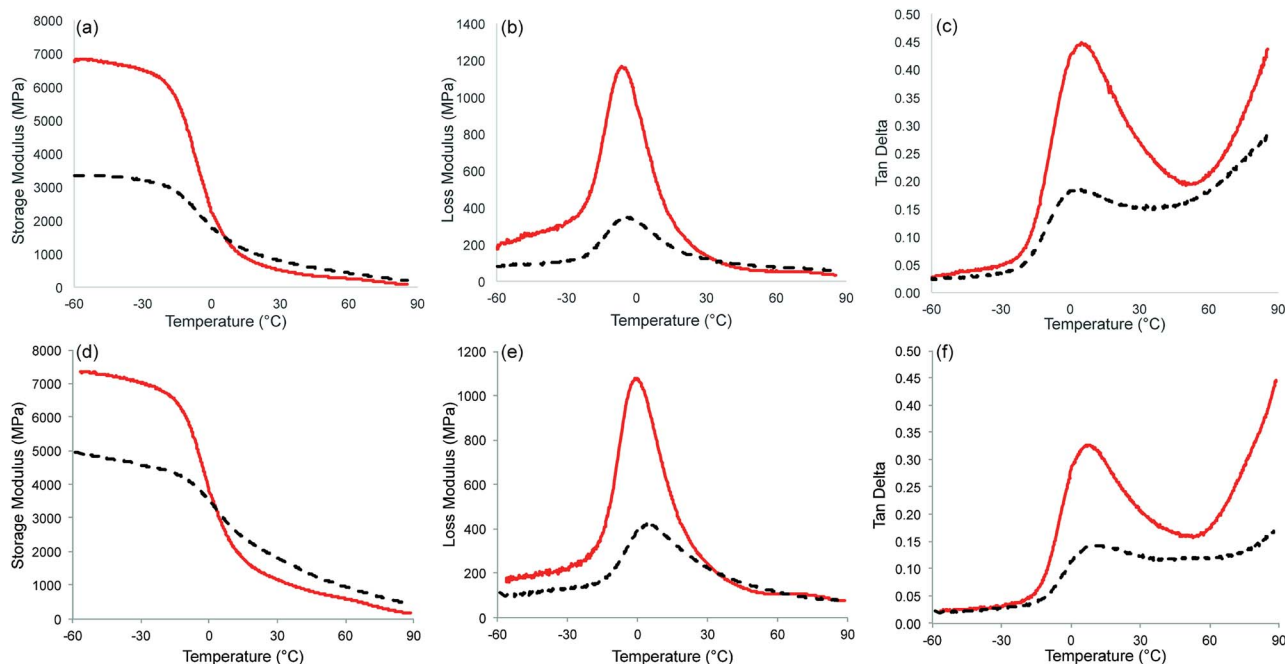 (a)
Storage Modulus (MPa)
8000
7000
6000
5000
4000
3000
2000
1000
0
-60 -30 0 30 60 90
Temperature (°C)
(b)
Loss Modulus (MPa)
1400
1200
1000
800
600
400
200
0
-60 -30 0 30 60 90
Temperature (°C)
(c)
Tan Delta
0.50
0.45
0.40
0.35
0.30
0.25
0.20
0.15
0.10
0.05
0.00
-60 -30 0 30 60 90
Temperature (°C)
(d)
Storage Modulus (MPa)
8000
7000
6000
5000
4000
3000
2000
1000
0
-60 -30 0 30 60 90
Temperature (°C)
(e)
Loss Modulus (MPa)
1200
1000
800
600
400
200
0
-60 -30 0 30 60 90
Temperature (°C)
(f)
Tan Delta
0.50
0.45
0.40
0.35
0.30
0.25
0.20
0.15
0.10
0.05
0.00
-60 -30 0 30 60 90
Temperature (°C)